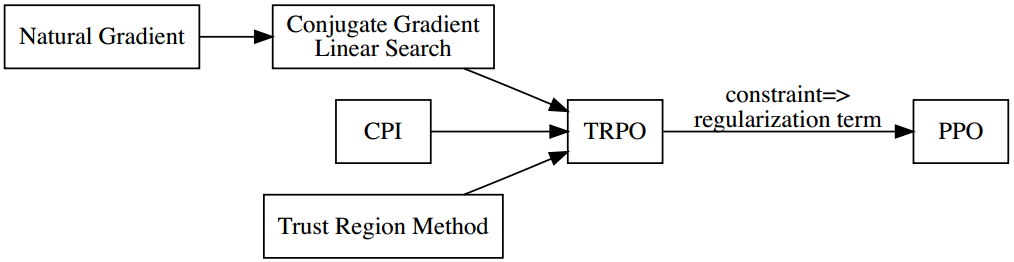 Natural Gradient
Conjugate Gradient
Linear Search
CPI
Trust Region Method
TRPO
constraint=>
regularization term
PPO